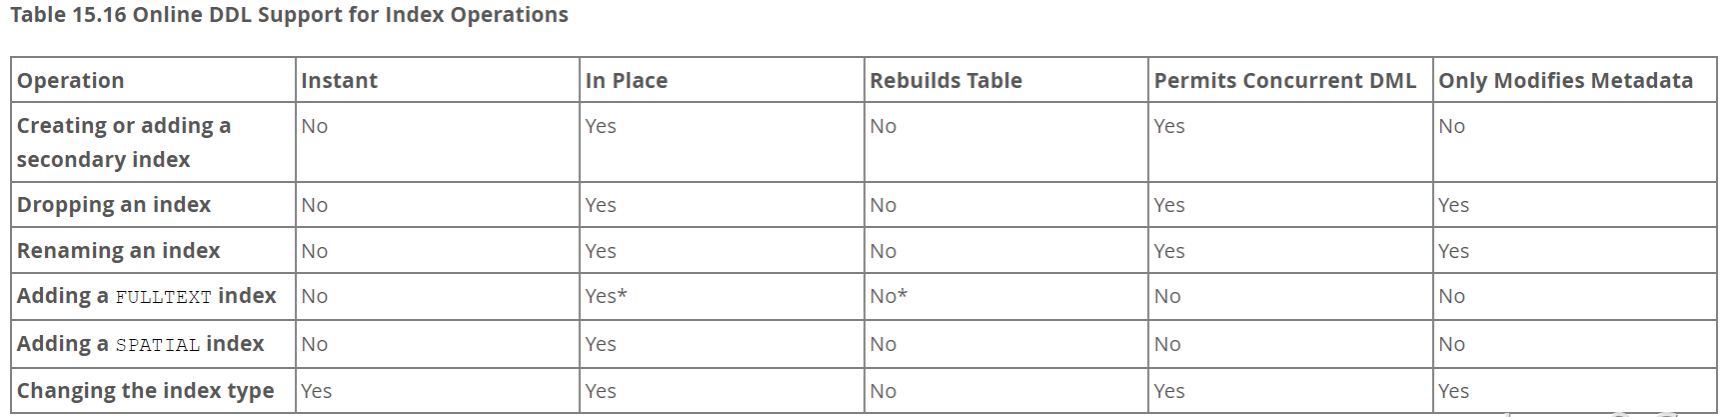 Table 15.16 Online DDL Support for Index Operations
Operation Instant In Place Rebuilds Table Permits Concurrent DML Only Modifies Metadata
Creating or adding a secondary index No Yes No Yes No
Dropping an index No Yes No Yes Yes
Renaming an index No Yes No Yes Yes
Adding a FULLTEXT index No Yes* No* No No
Adding a SPATIAL index No Yes No No No
Changing the index type Yes Yes No Yes Yes